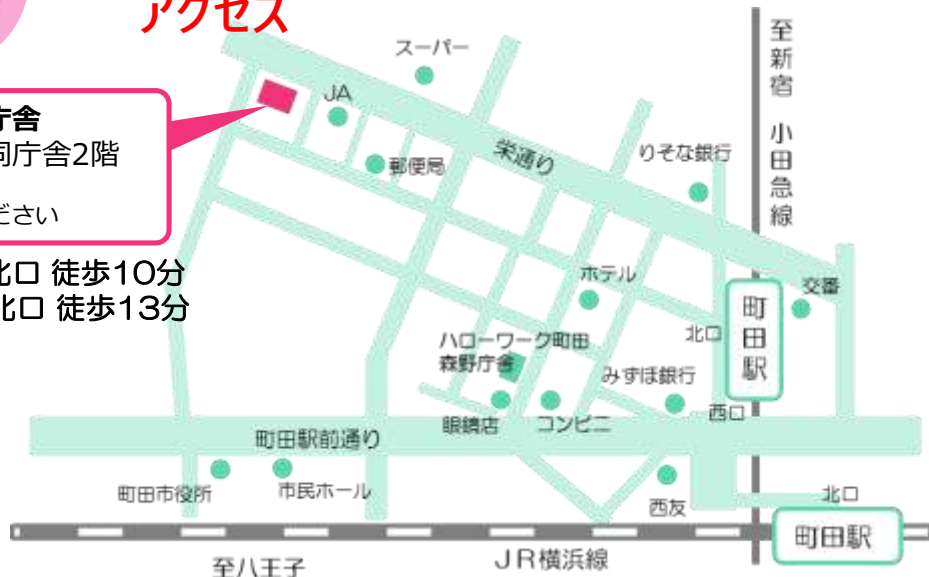 アクセス
至新宿 小田急線
スーパー
JA
庁舎
同庁舎2階
ださい
郵便局
栄通り
りそな銀行
北口 徒歩10分
北口 徒歩13分
ホテル
交番
町田駅
北口
ハローワーク町田
森野庁舎
みずほ銀行
西口
眼鏡店
コンビニ
町田駅前通り
町田市役所
市民ホール
西友
北口
町田駅
至八王子
JR横浜線